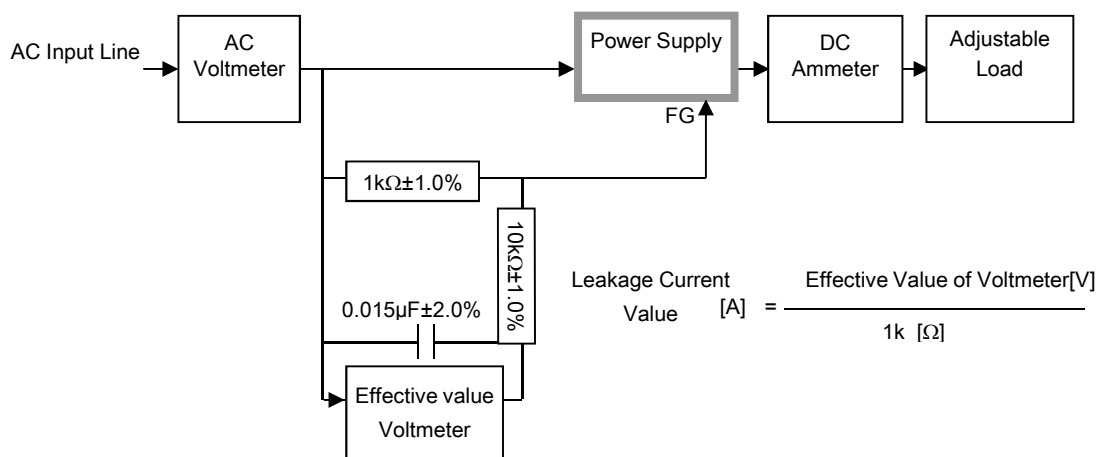 AC Input Line
AC
Voltmeter
Power Supply
DC
Ammeter
Adjustable
Load
FG
1kΩ±1.0%
10kΩ±1.0%
0.015µF±2.0%
Effective value
Voltmeter
Leakage Current
Value [A] =
Effective Value of Voltmeter[V]
1k [Ω]